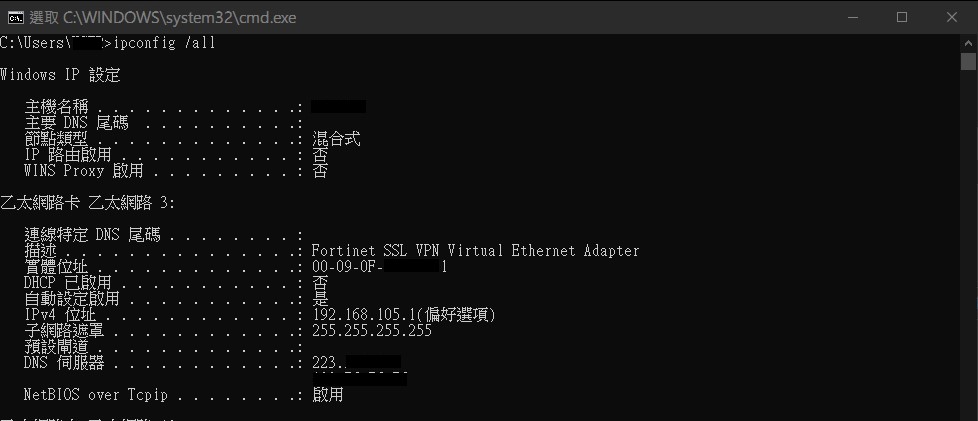 選取 C:\WINDOWS\system32\cmd.exe
C:\Users\ >ipconfig /all
Windows IP 設定
主機名稱 . . . . . . . . . . . . . :
主要 DNS 尾碼 . . . . . . . . . . :
節點類型 . . . . . . . . . . . . . : 混合式
IP 路由啟用 . . . . . . . . . . . : 否
WINS Proxy 啟用 . . . . . . . . . : 否
乙太網路卡 乙太網路 3:
連線特定 DNS 尾碼 . . . . . . . . :
描述 . . . . . . . . . . . . . . . : Fortinet SSL VPN Virtual Ethernet Adapter
實體位址 . . . . . . . . . . . . . : 00-09-0F- 1
DHCP 已啟用 . . . . . . . . . . . : 否
自動設定啟用 . . . . . . . . . . . : 是
IPv4 位址 . . . . . . . . . . . . : 192.168.105.1(偏好選項)
子網路遮罩 . . . . . . . . . . . . : 255.255.255.255
預設閘道 . . . . . . . . . . . . . :
DNS 伺服器 . . . . . . . . . . . . : 223.
NetBIOS over Tcpip . . . . . . . . : 啟用